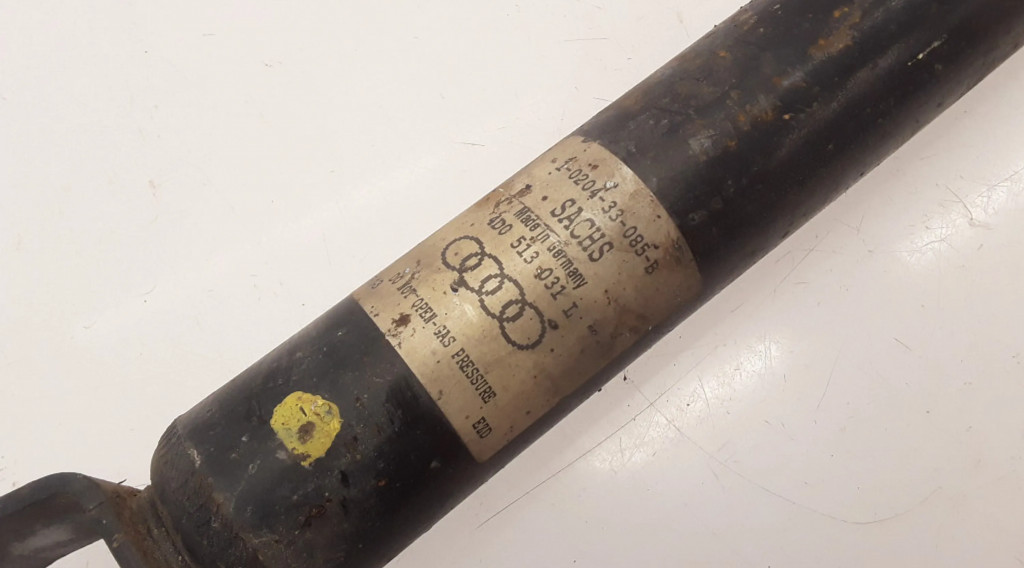 1-0204-33-085-B
SACHS
Made in Germany
4D0 513 031 L
NOT-OPEN-GAS PRESSURE